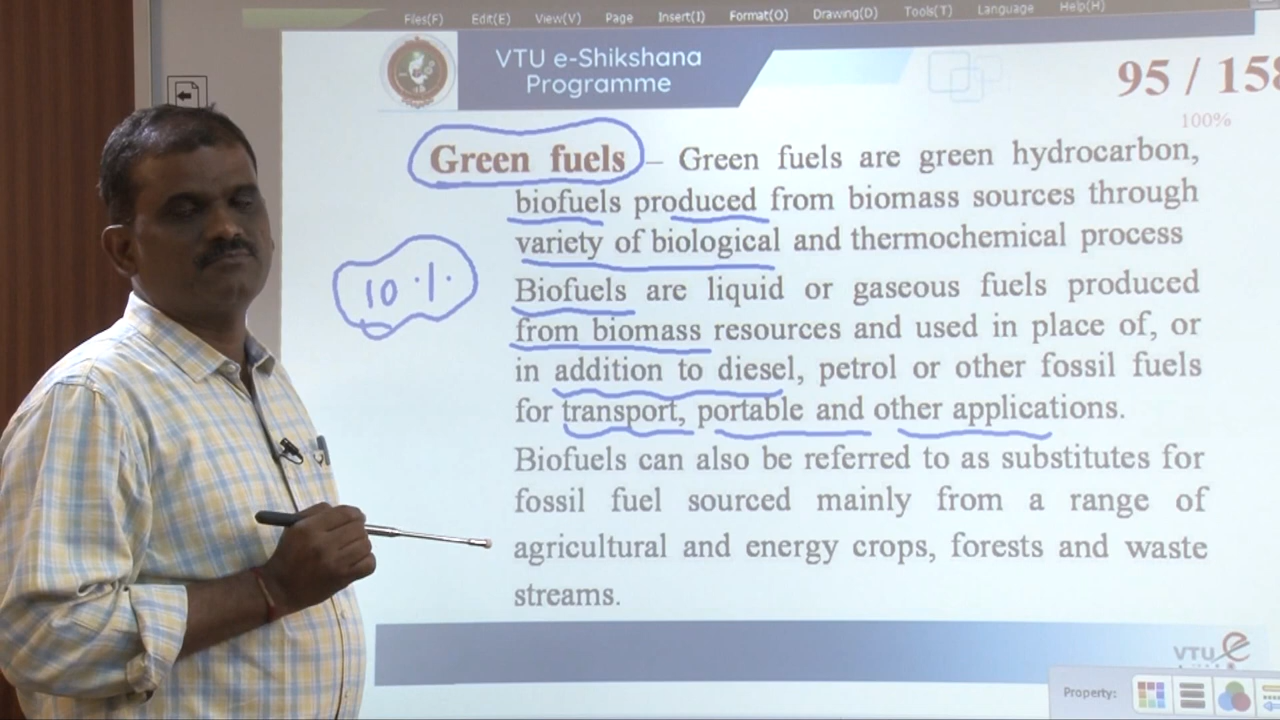 Files(F) Edit(E) View(V) Page Insert(I) Format(O) Drawing(D) Tools(T) Language Help(H)
VTU e-Shikshana
Programme
95 / 158
100%
Green fuels – Green fuels are green hydrocarbon,
biofuels produced from biomass sources through
variety of biological and thermochemical process
10 %
Biofuels are liquid or gaseous fuels produced
from biomass resources and used in place of, or
in addition to diesel, petrol or other fossil fuels
for transport, portable and other applications.
Biofuels can also be referred to as substitutes for
fossil fuel sourced mainly from a range of
agricultural and energy crops, forests and waste
streams.
VTU e
Property: